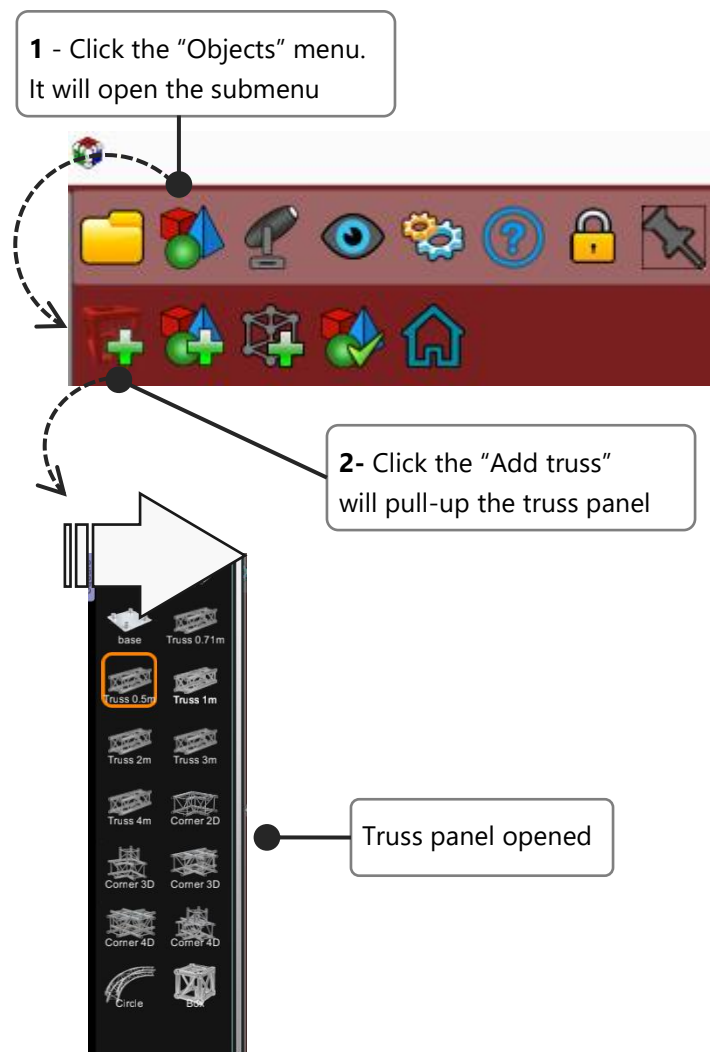 1 - Click the “Objects” menu.
It will open the submenu
2- Click the “Add truss”
will pull-up the truss panel
base Truss 0.71m
Truss 0.5m Truss 1m
Truss 2m Truss 3m
Truss 4m Corner 2D
Corner 3D Corner 3D
Corner 4D Corner 4D
Circle Box
Truss panel opened